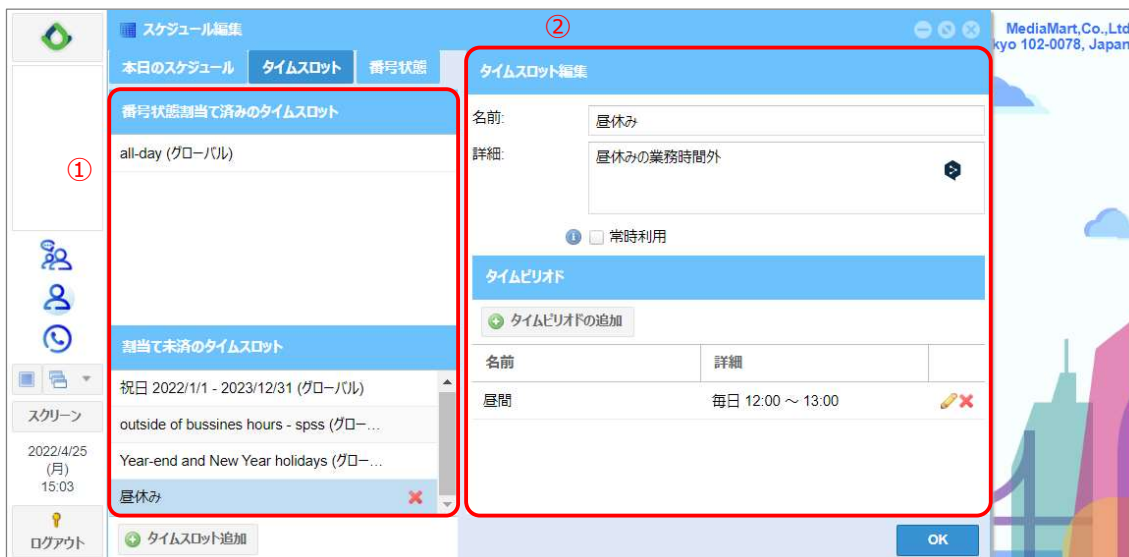 スケジュール編集
②
MediaMart,Co.,Ltd
kyo 102-0078, Japan
本日のスケジュール
タイムスロット
番号状態
タイムスロット編集
番号状態割当て済みのタイムスロット
①
all-day (グローバル)
割当て未済のタイムスロット
祝日 2022/1/1 - 2023/12/31 (グローバル)
outside of bussines hours - spss (グロー...
Year-end and New Year holidays (グロー...
昼休み
タイムスロット追加
名前:
昼休み
詳細:
昼休みの業務時間外
常時利用
タイムピリオド
タイムピリオドの追加
名前
詳細
昼間
毎日 12:00 ～ 13:00
OK
スクリーン
2022/4/25
(月)
15:03
ログアウト